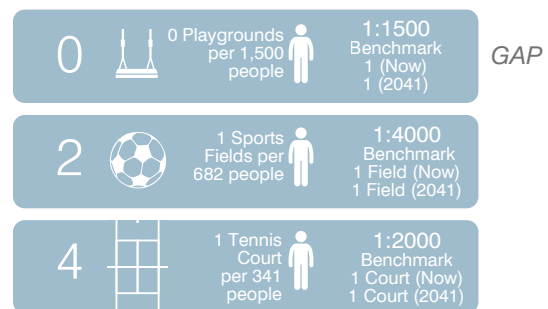 0
0 Playgrounds
per 1,500
people
1:1500
Benchmark
1 (Now)
1 (2041)
GAP
2
1 Sports
Fields per
682 people
1:4000
Benchmark
1 Field (Now)
1 Field (2041)
4
1 Tennis
Court
per 341
people
1:2000
Benchmark
1 Court (Now)
1 Court (2041)